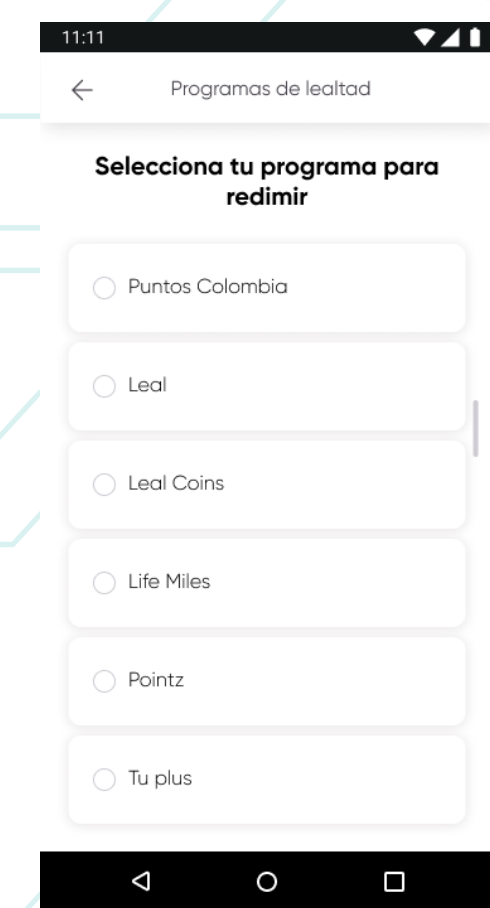 11:11
Programas de lealtad
Selecciona tu programa para
redimir
Puntos Colombia
Leal
Leal Coins
Life Miles
Pointz
Tu plus